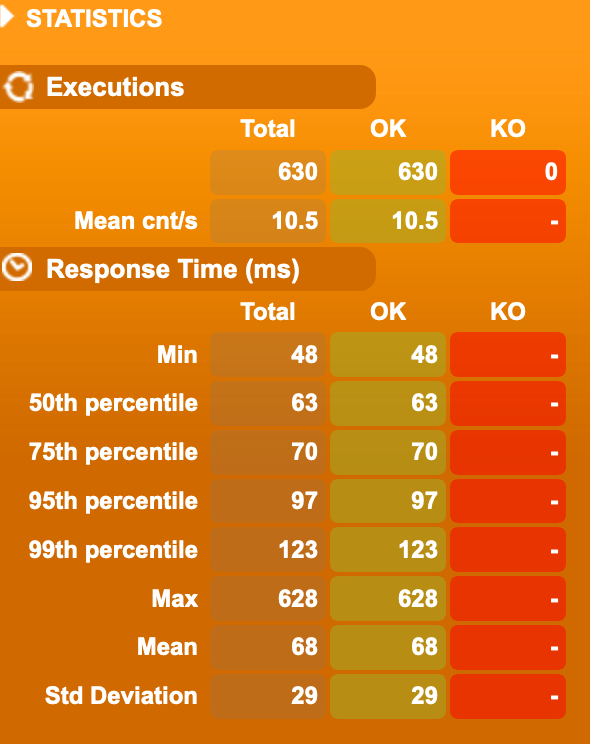 STATISTICS
Executions
Total OK KO
630 630 0
Mean cnt/s 10.5 10.5 -
Response Time (ms)
Total OK KO
Min 48 48 -
50th percentile 63 63 -
75th percentile 70 70 -
95th percentile 97 97 -
99th percentile 123 123 -
Max 628 628 -
Mean 68 68 -
Std Deviation 29 29 -